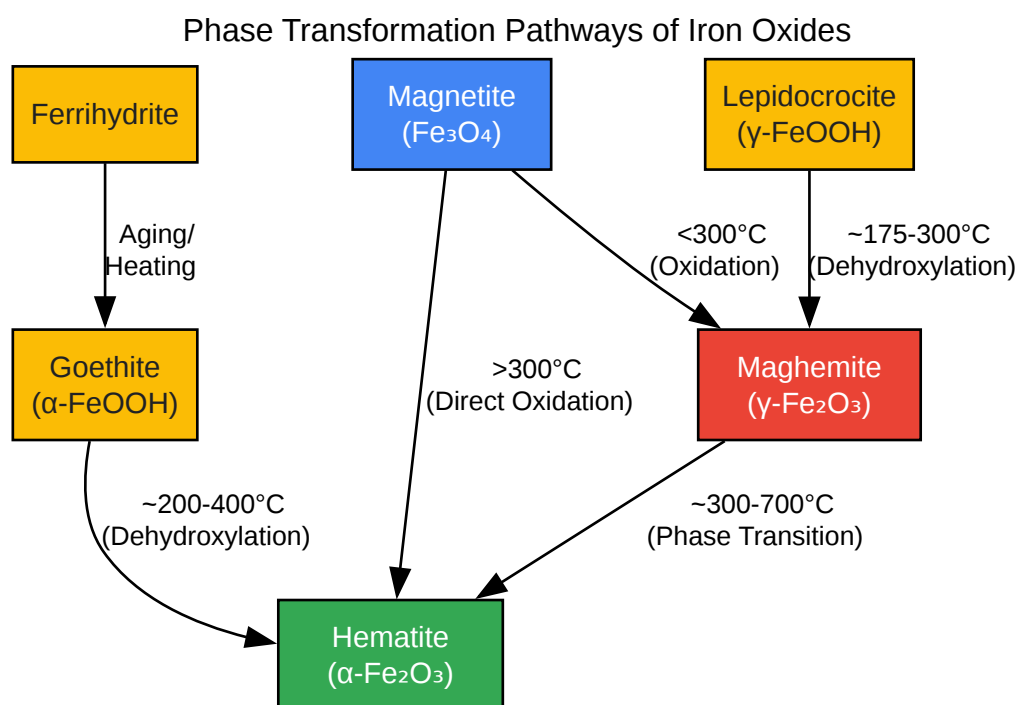 Phase Transformation Pathways of Iron Oxides
Ferrihydrite
Magnetite
(Fe₃O₄)
Lepidocrocite
(γ-FeOOH)
Aging/
Heating
<300°C
(Oxidation)
~175-300°C
(Dehydroxylation)
Goethite
(α-FeOOH)
>300°C
(Direct Oxidation)
Maghemite
(γ-Fe₂O₃)
~200-400°C
(Dehydroxylation)
~300-700°C
(Phase Transition)
Hematite
(α-Fe₂O₃)